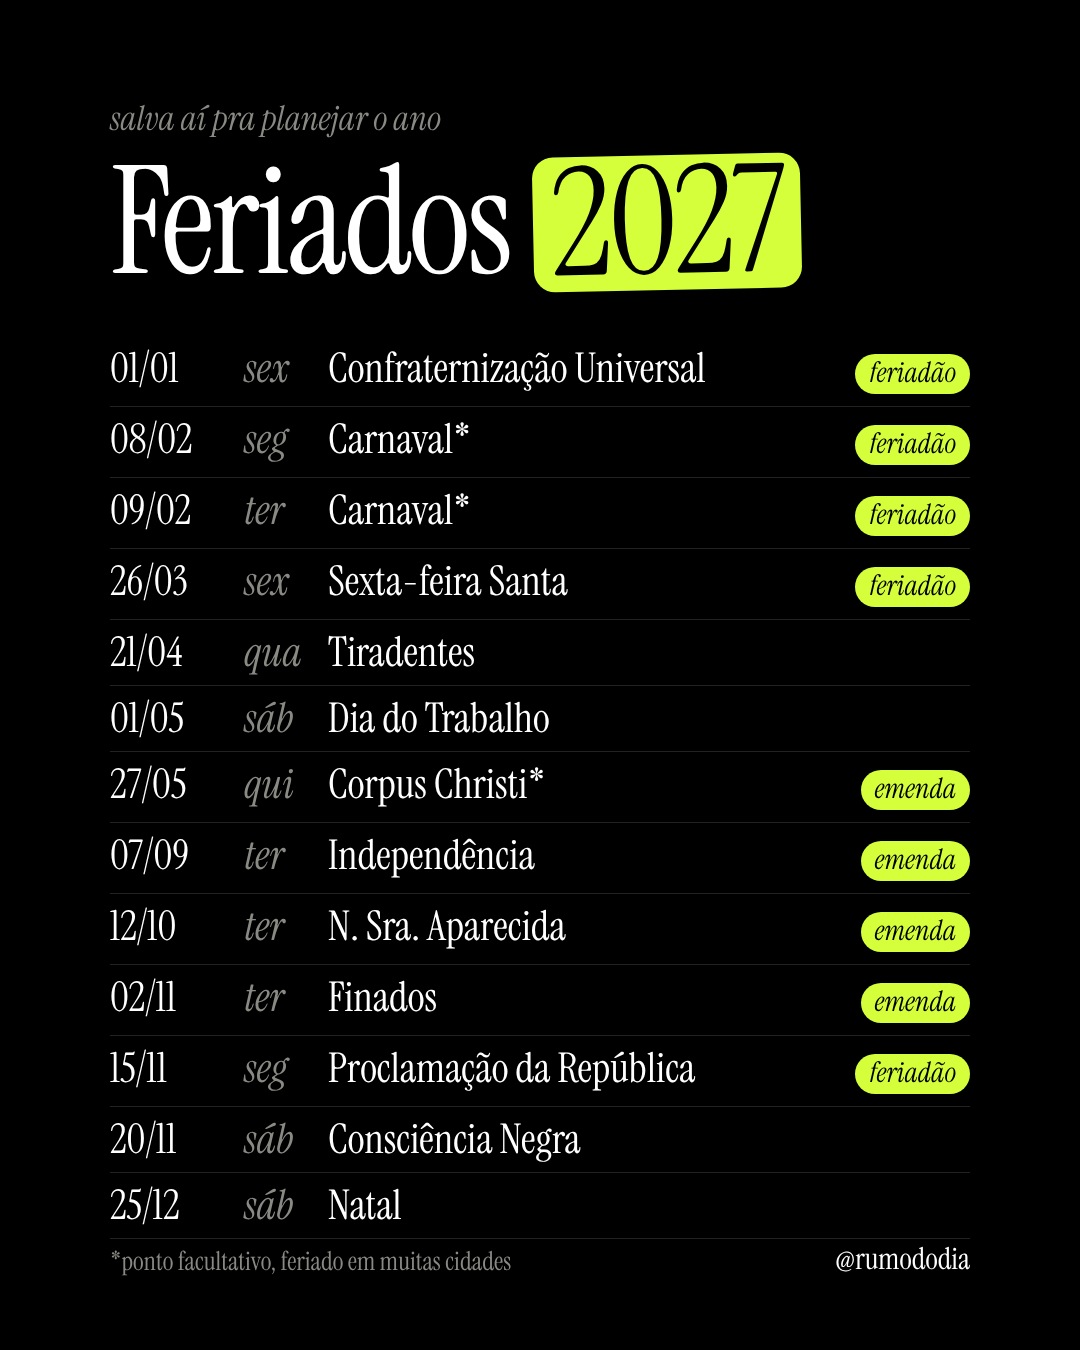 salva aí pra planejar o ano
Feriados 2027
01/01 sex Confraternização Universal feriadão
08/02 seg Carnaval* feriadão
09/02 ter Carnaval* feriadão
26/03 sex Sexta-feira Santa feriadão
21/04 qua Tiradentes
01/05 sáb Dia do Trabalho
27/05 qui Corpus Christi* emenda
07/09 ter Independência emenda
12/10 ter N. Sra. Aparecida emenda
02/11 ter Finados emenda
15/11 seg Proclamação da República feriadão
20/11 sáb Consciência Negra
25/12 sáb Natal
*ponto facultativo, feriado em muitas cidades @rumododia